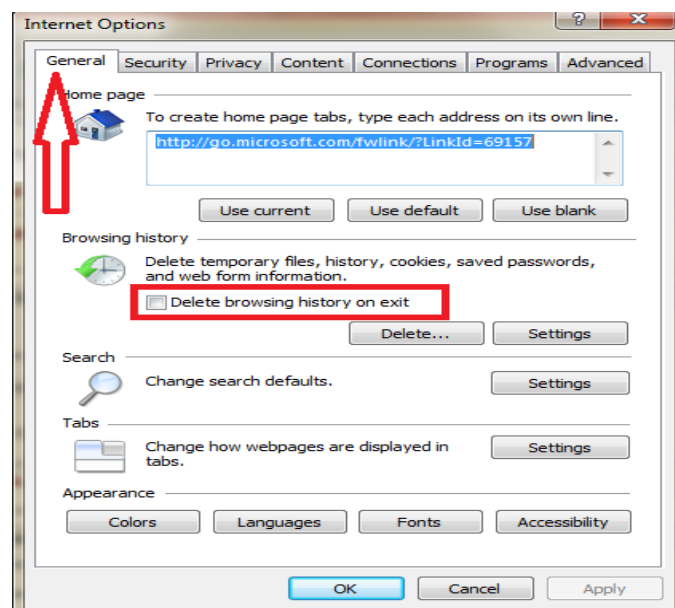 Internet Options
?
General Security Privacy Content Connections Programs Advanced
Home page
To create home page tabs, type each address on its own line.
http://go.microsoft.com/fwlink/?LinkId=69157
Use current Use default Use blank
Browsing history
Delete temporary files, history, cookies, saved passwords,
and web form information.
Delete browsing history on exit
Delete... Settings
Search
Change search defaults.
Settings
Tabs
Change how webpages are displayed in
tabs.
Settings
Appearance
Colors Languages Fonts Accessibility
OK Cancel Apply